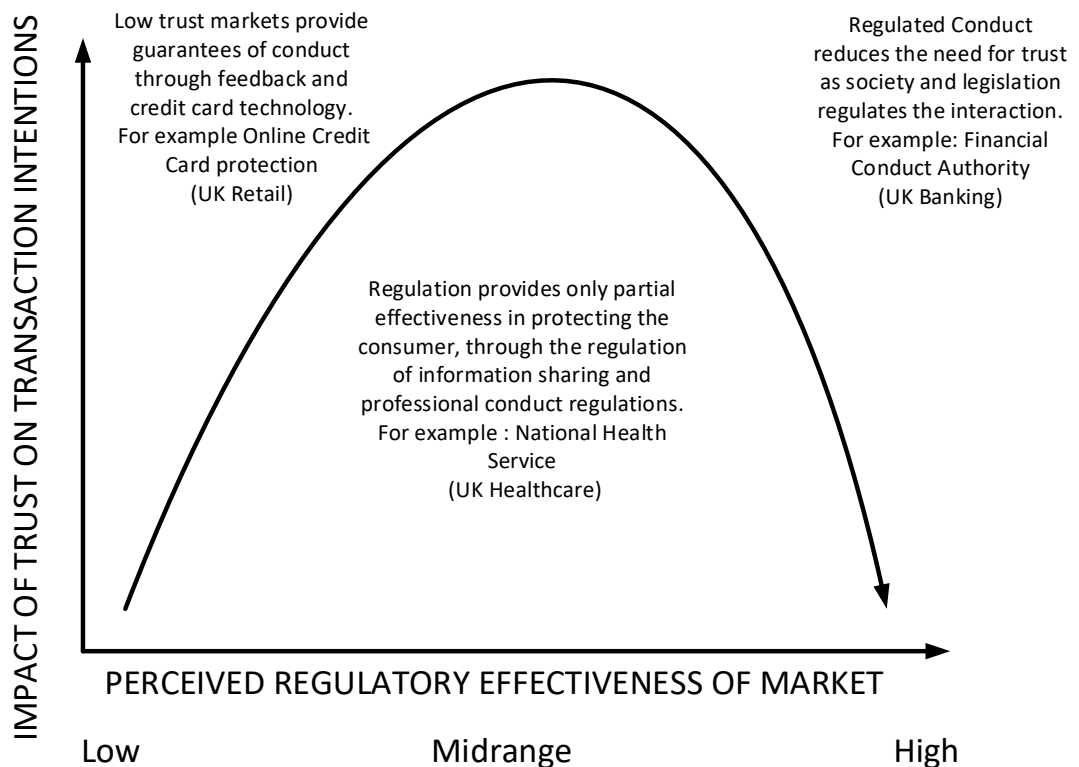 IMPACT OF TRUST ON TRANSACTION INTENTIONS
Low trust markets provide
guarantees of conduct
through feedback and
credit card technology.
For example Online Credit
Card protection
(UK Retail)
Regulated Conduct
reduces the need for trust
as society and legislation
regulates the interaction.
For example: Financial
Conduct Authority
(UK Banking)
Regulation provides only partial
effectiveness in protecting the
consumer, through the regulation
of information sharing and
professional conduct regulations.
For example : National Health
Service
(UK Healthcare)
PERCEIVED REGULATORY EFFECTIVENESS OF MARKET
Low Midrange High